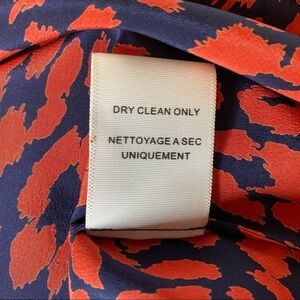 DRY CLEAN ONLY
NETTOYAGE A SEC
UNIQUEMENT